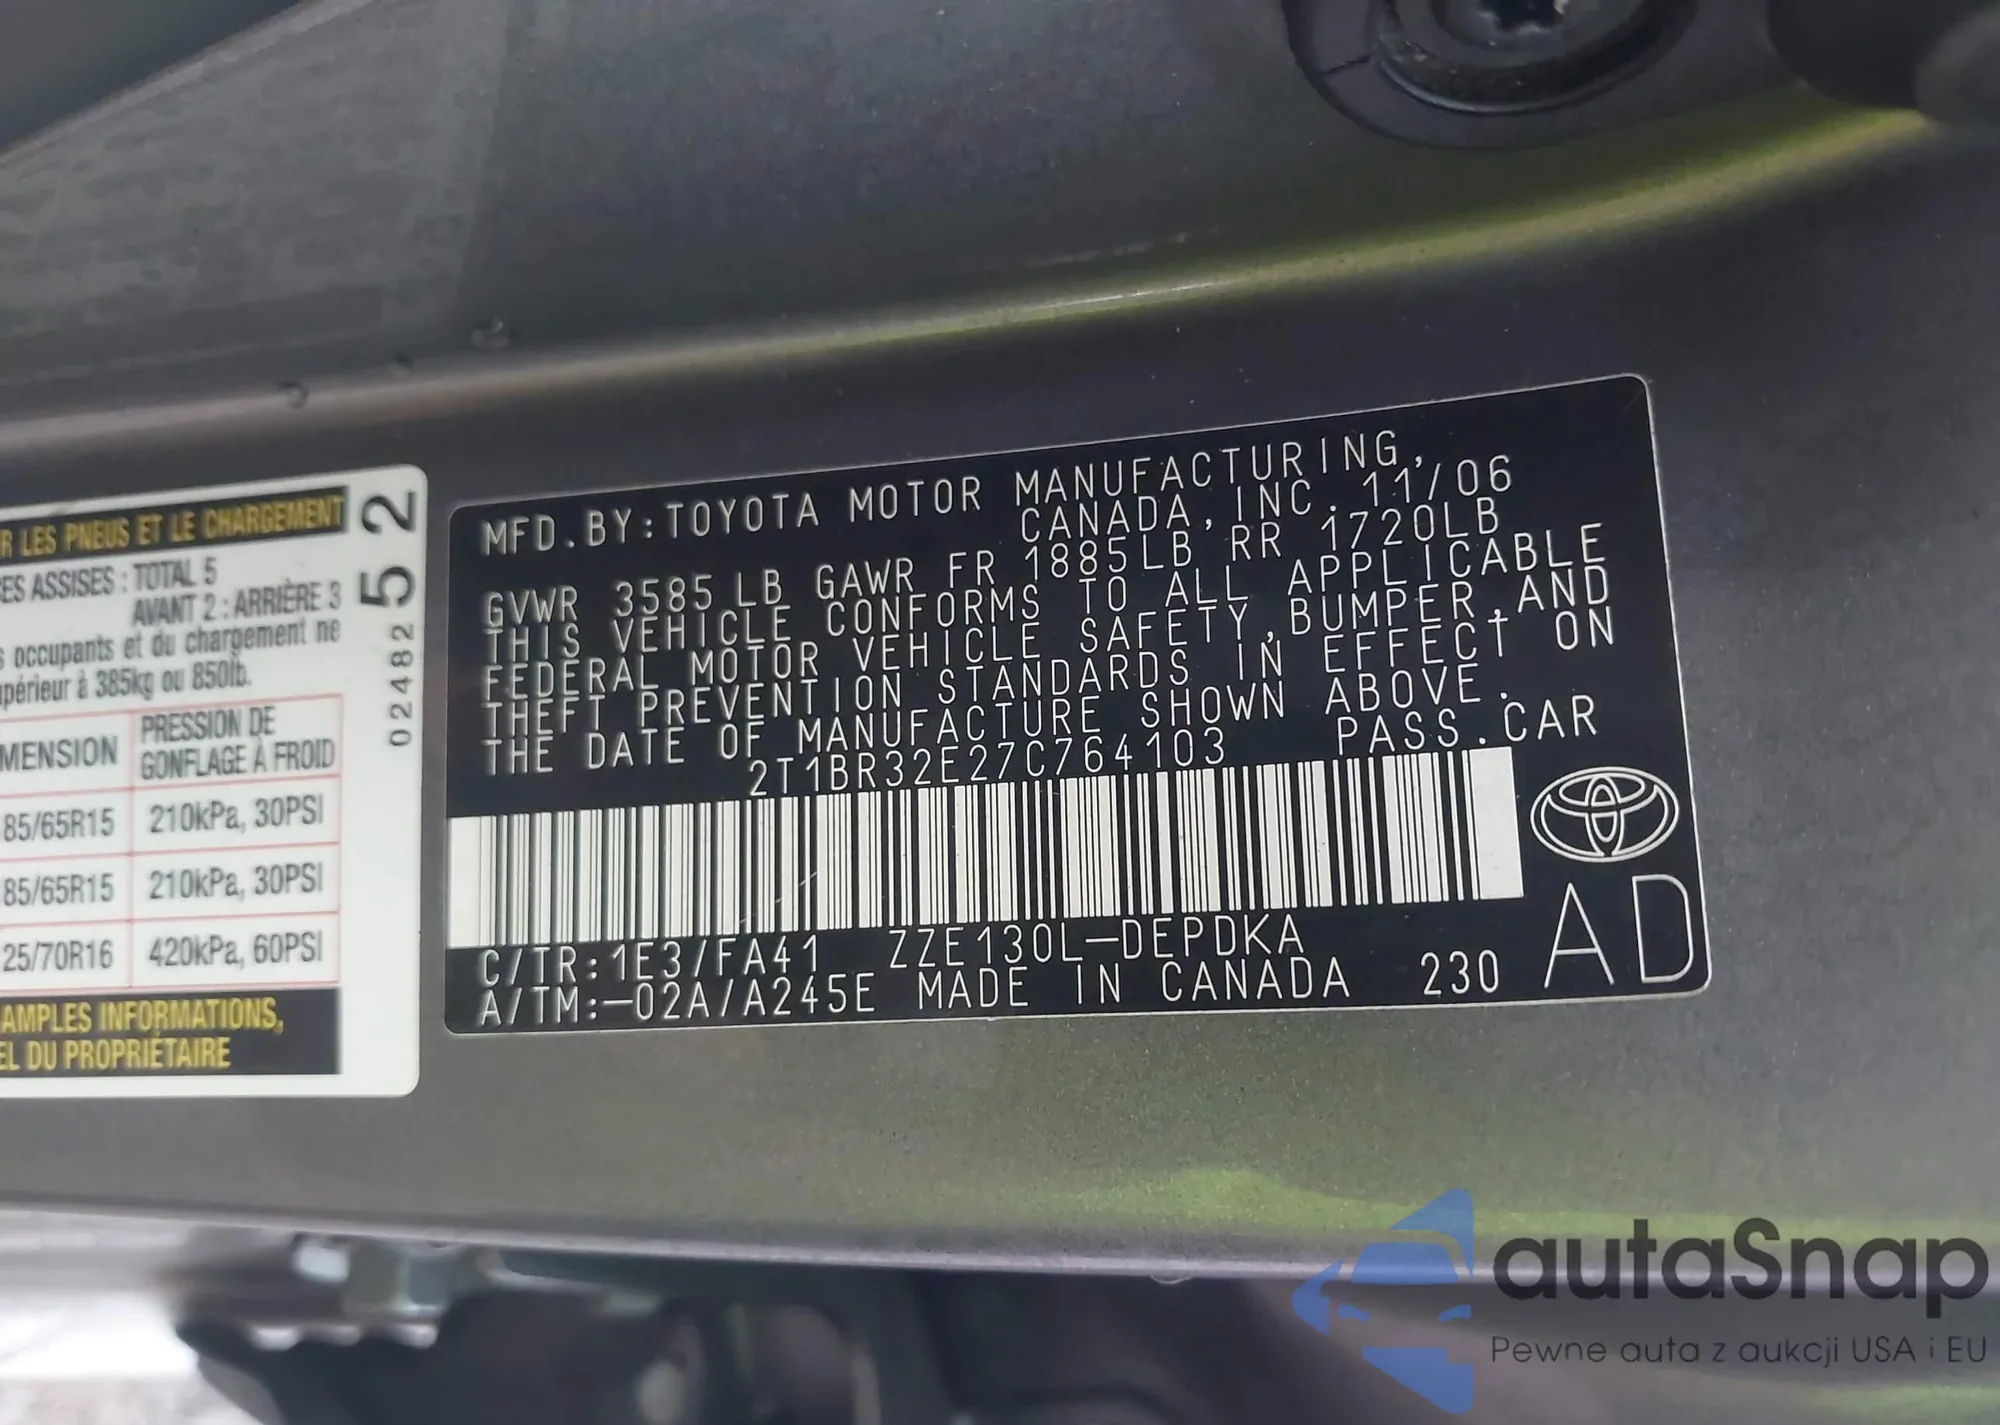 R LES PNEUS ET LE CHARGEMENT
CES ASSISES : TOTAL 5
AVANT 2 : ARRIÈRE 3
s occupants et du chargement ne
upérieur à 385kg ou 850lb.
MENSION PRESSION DE
GONFLAGE À FROID
85/65R15 210kPa, 30PSI
85/65R15 210kPa, 30PSI
25/70R16 420kPa, 60PSI
AMPLES INFORMATIONS,
EL DU PROPRIÉTAIRE
02482 52
MFD.BY:TOYOTA MOTOR MANUFACTURING,
CANADA,INC. 11/06
GVWR 3585LB GAWR FR 1885LB RR 1720LB
THIS VEHICLE CONFORMS TO ALL APPLICABLE
FEDERAL MOTOR VEHICLE SAFETY,BUMPER,AND
THEFT PREVENTION STANDARDS IN EFFECT ON
THE DATE OF MANUFACTURE SHOWN ABOVE.
2T1BR32E27C764103 PASS.CAR
C/TR:1E3/FA41 ZZE130L-DEPDKA
A/TM:-02A/A245E MADE IN CANADA 230
AD
autaSnap
Pewne auta z aukcji USA i EU